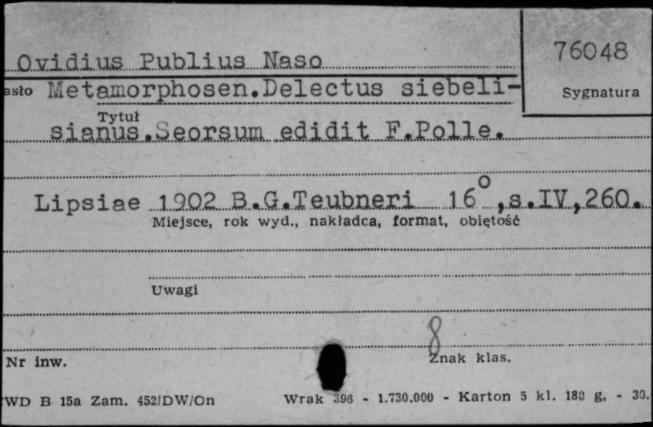 Ovidius Publius Naso
76048
asło Metamorphosen.Delectus siebeli-
Sygnatura
Tytuł
sianus.Seorsum edidit F.Polle.
Lipsiae 1902 B.G.Teubneri 16°,s.IV,260.
Miejsce, rok wyd., nakładca, format, objętość
Uwagi
8
Nr inw.
Znak klas.
WD B 15a Zam. 452/DW/On Wrak 396 - 1.730.000 - Karton 5 kl. 180 g, - 30.